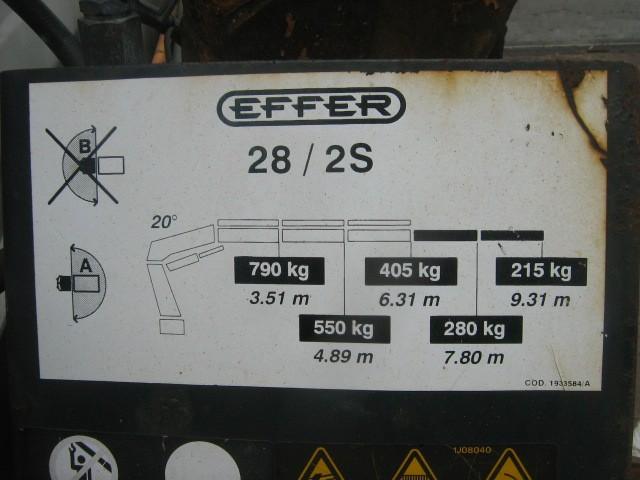 EFFER
28 / 2S
B
20°
A
790 kg
405 kg
215 kg
3.51 m
6.31 m
9.31 m
550 kg
280 kg
4.89 m
7.80 m
COD. 1933584/A
1J08040